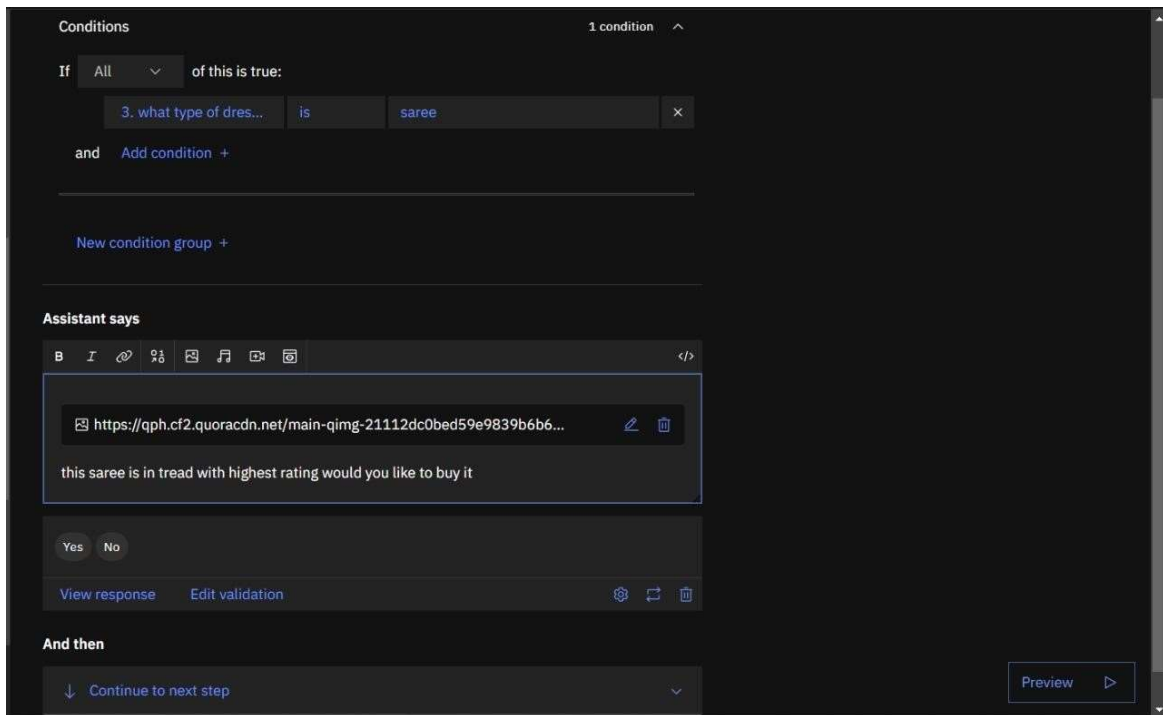 Conditions 1 condition
If All of this is true:
3. what type of dres... is saree
and Add condition +
New condition group +
Assistant says
B I </>
https://qph.cf2.quoracdn.net/main-qimg-21112dc0bed59e9839b6b6...
this saree is in tread with highest rating would you like to buy it
Yes No
View response Edit validation
And then
Continue to next step
Preview